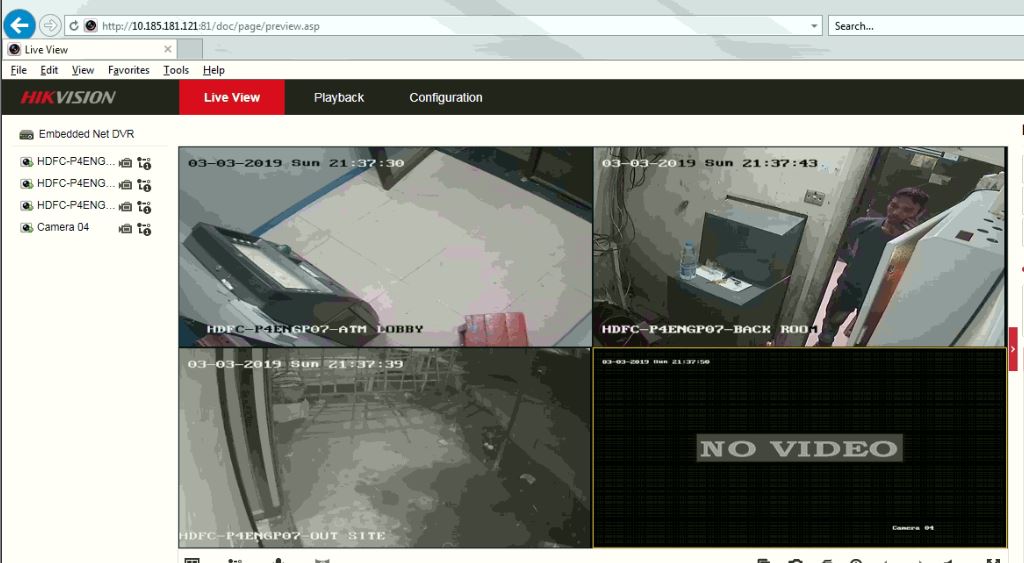 http://10.185.181.121:81/doc/page/preview.asp
Search...
Live View
File Edit View Favorites Tools Help
HIKVISION Live View Playback Configuration
Embedded Net DVR
HDFC-P4ENG...
HDFC-P4ENG...
HDFC-P4ENG...
Camera 04
03-03-2019 Sun 21:37:30
HDFC-P4ENGP07-ATM LOBBY
03-03-2019 Sun 21:37:43
HDFC-P4ENGP07-BACK ROOM
03-03-2019 Sun 21:37:39
HDFC-P4ENGP07-OUT SITE
03-03-2019 Sun 21:37:50
NO VIDEO
Camera 04